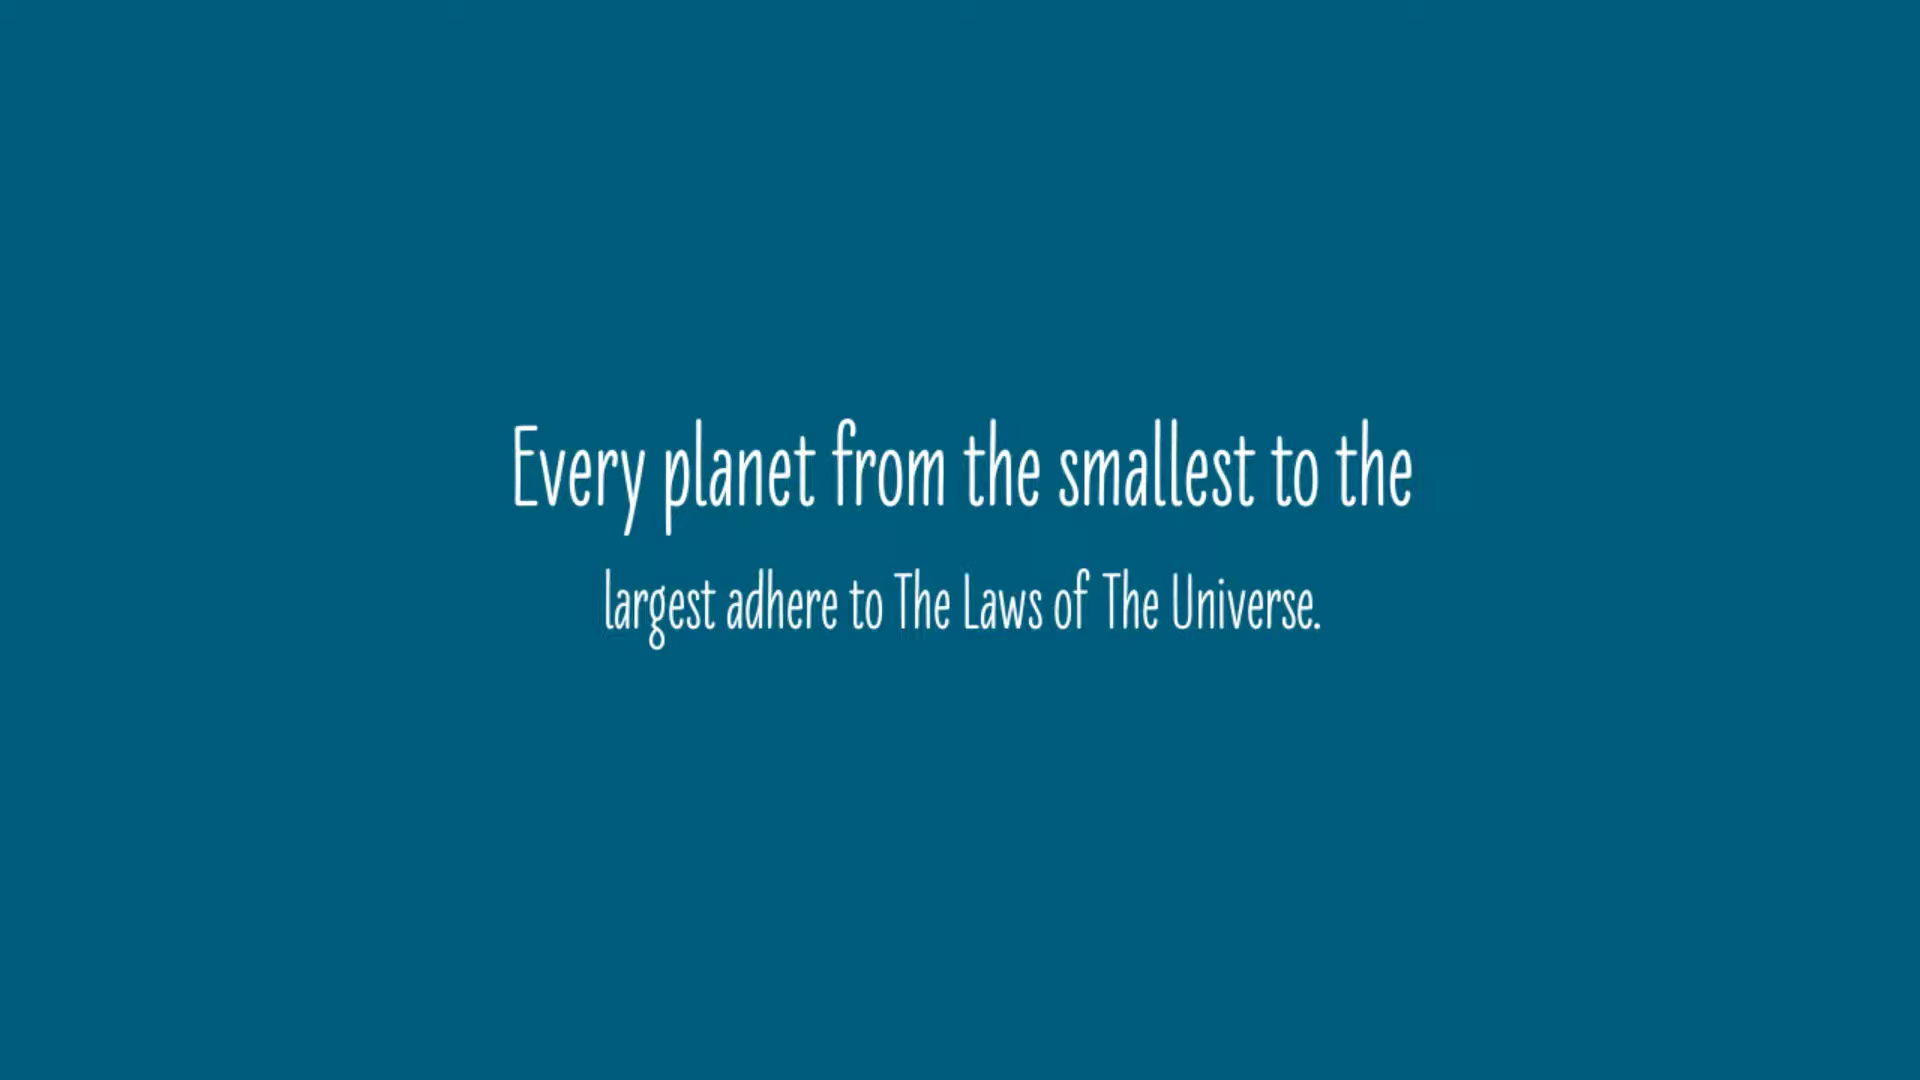 Every planet from the smallest to the
largest adhere to The Laws of The Universe.